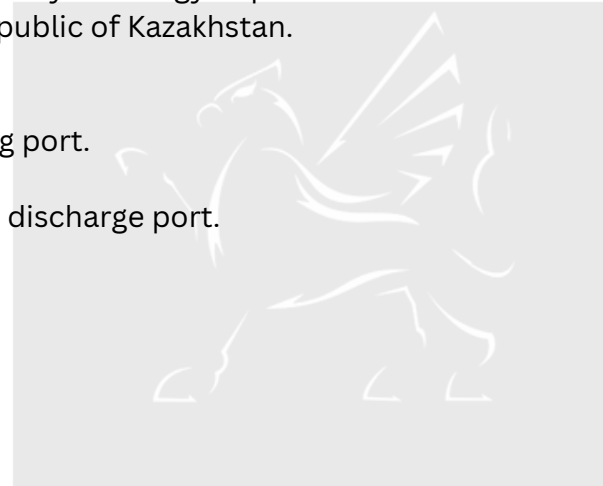 public of Kazakhstan.
g port.
discharge port.